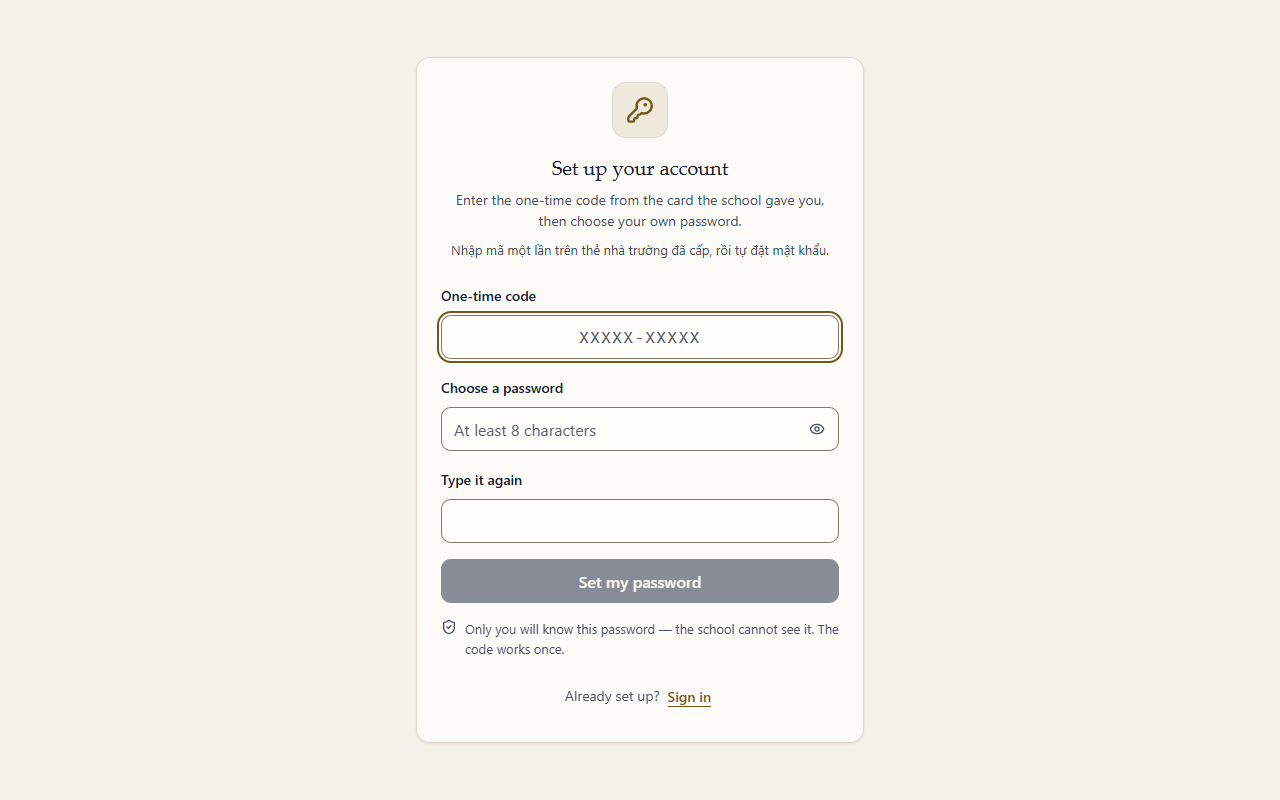 Set up your account
Enter the one-time code from the card the school gave you,
then choose your own password.
Nhập mã một lần trên thẻ nhà trường đã cấp, rồi tự đặt mật khẩu.
One-time code
XXXXX-XXXXX
Choose a password
At least 8 characters
Type it again
Set my password
Only you will know this password — the school cannot see it. The
code works once.
Already set up? Sign in